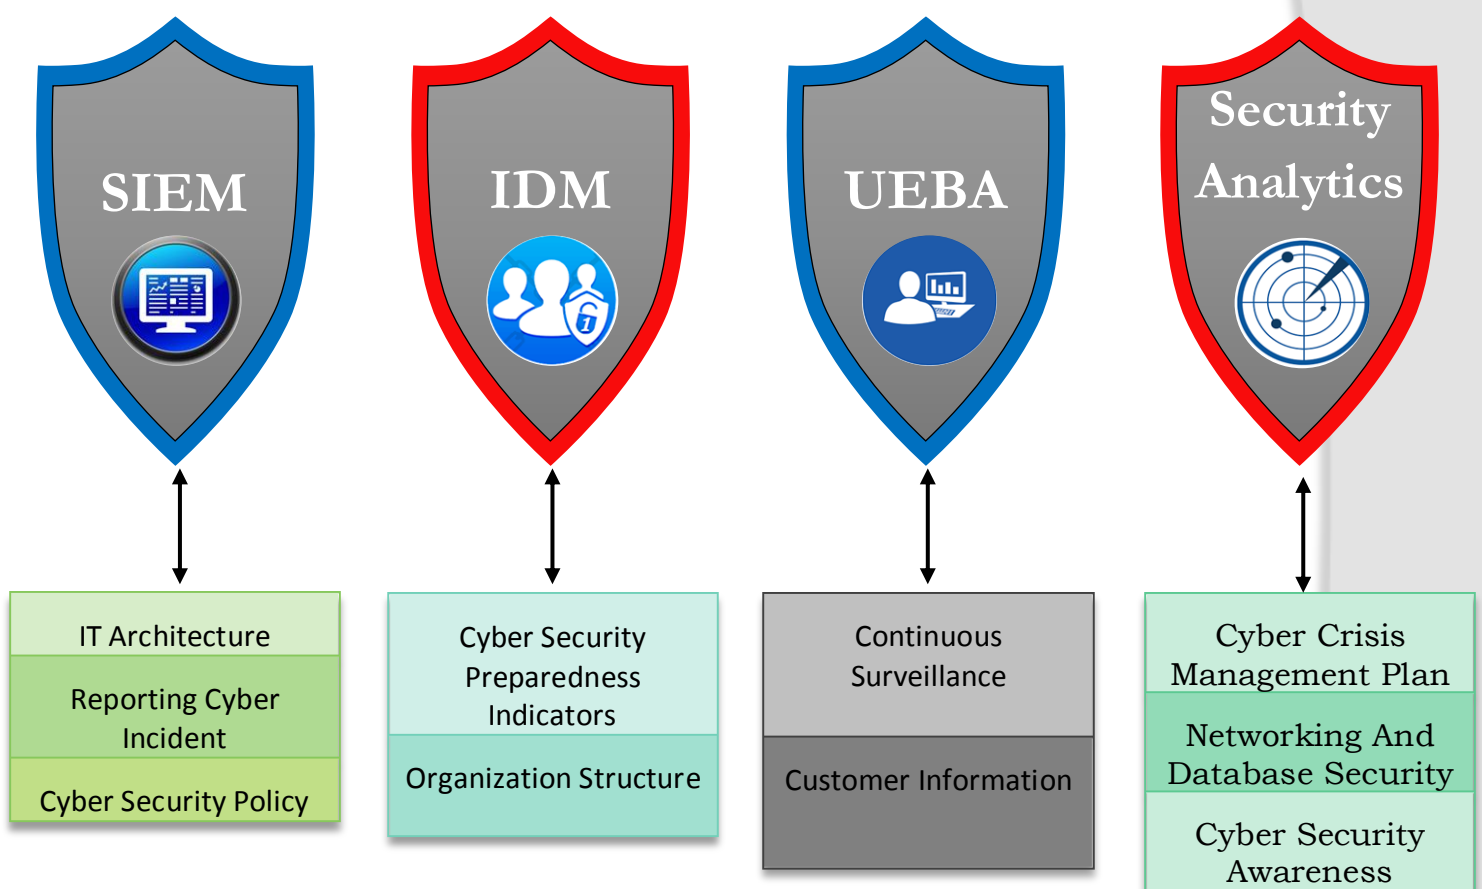 SIEM
IDM
UEBA
Security
Analytics
1
IT Architecture
Reporting Cyber
Incident
Cyber Security Policy
Cyber Security
Preparedness
Indicators
Organization Structure
Continuous
Surveillance
Customer Information
Cyber Crisis
Management Plan
Networking And
Database Security
Cyber Security
Awareness